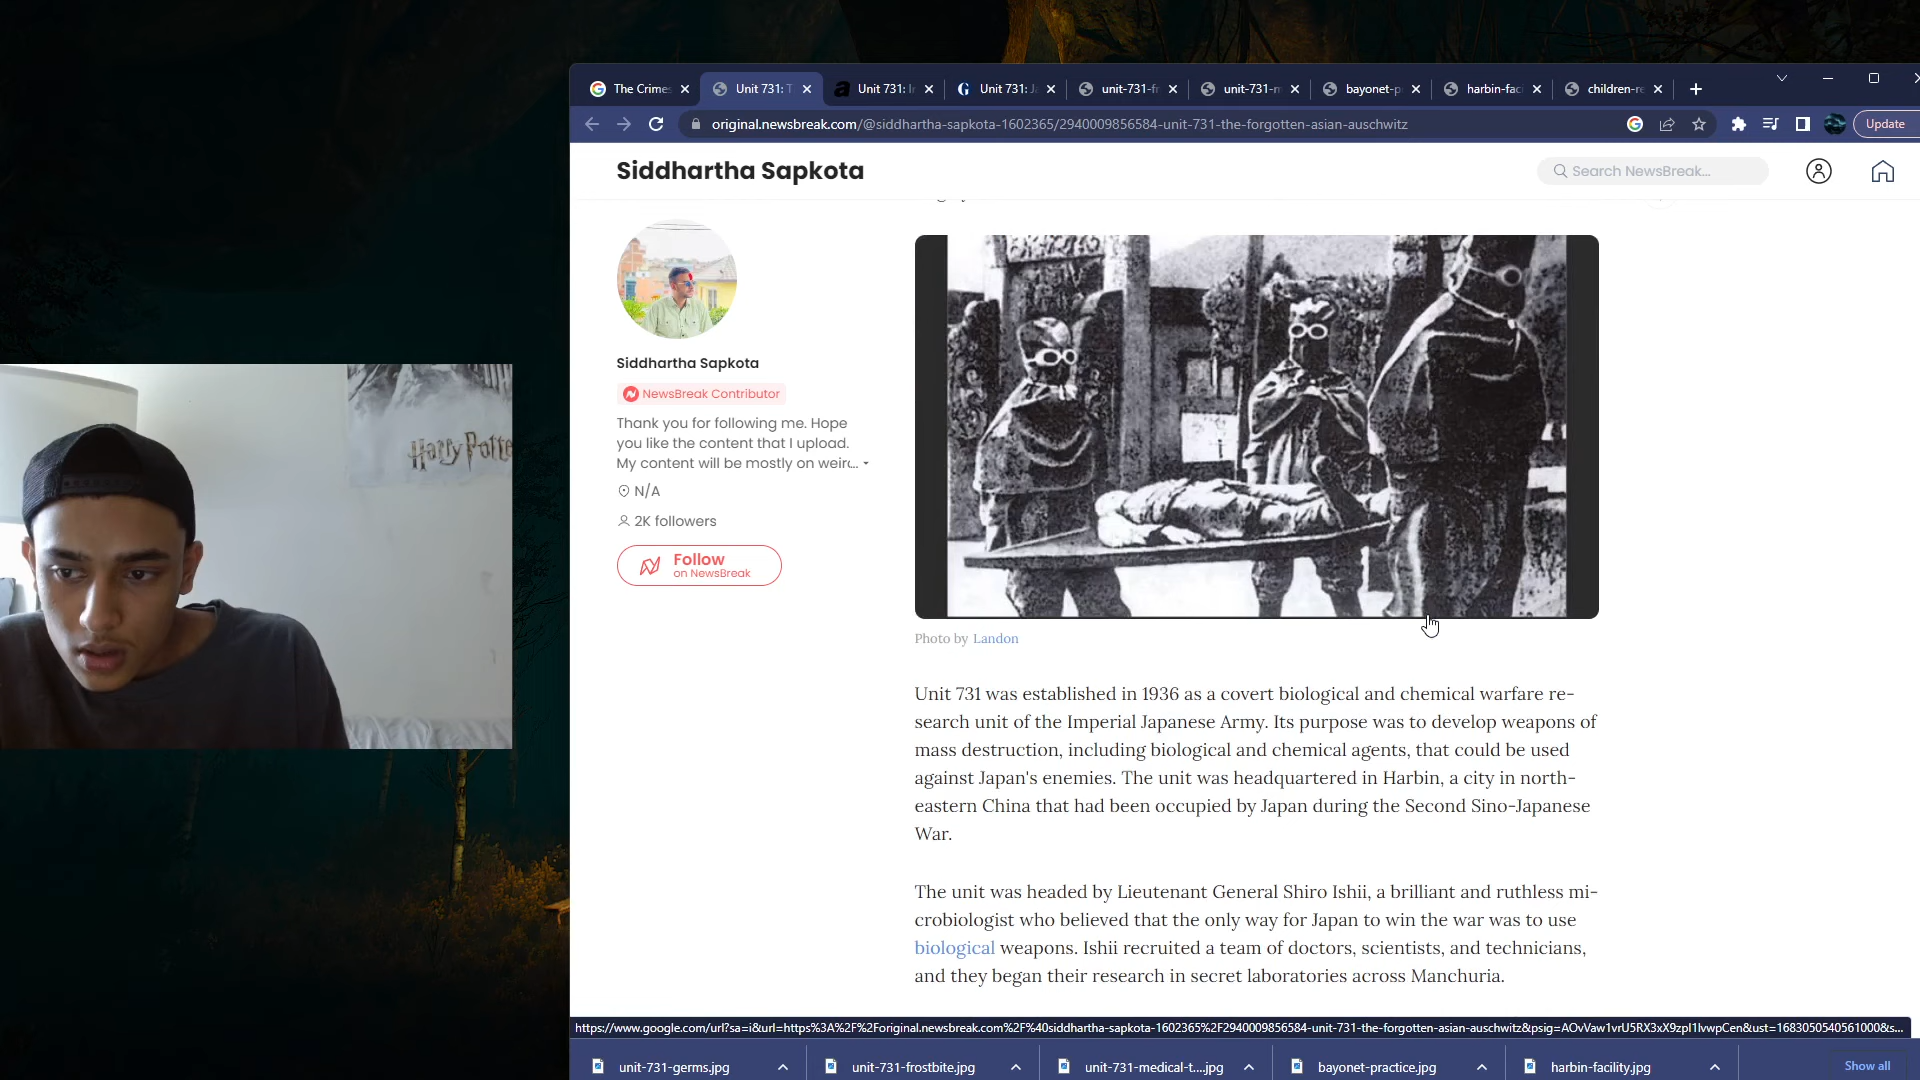 The Crimes
Unit 731: T
Unit 731: I
Unit 731: Ja
unit-731-fr
unit-731-m
bayonet-p
harbin-faci
children-re
original.newsbreak.com/@siddhartha-sapkota-1602365/2940009856584-unit-731-the-forgotten-asian-auschwitz
Update
Siddhartha Sapkota
Search NewsBreak...
Siddhartha Sapkota
NewsBreak Contributor
Thank you for following me. Hope
you like the content that I upload.
My content will be mostly on weird...
N/A
2K followers
Follow
on NewsBreak
Harry Potte
Photo by Landon
Unit 731 was established in 1936 as a covert biological and chemical warfare re-
search unit of the Imperial Japanese Army. Its purpose was to develop weapons of
mass destruction, including biological and chemical agents, that could be used
against Japan's enemies. The unit was headquartered in Harbin, a city in north-
eastern China that had been occupied by Japan during the Second Sino-Japanese
War.
The unit was headed by Lieutenant General Shiro Ishii, a brilliant and ruthless mi-
crobiologist who believed that the only way for Japan to win the war was to use
biological weapons. Ishii recruited a team of doctors, scientists, and technicians,
and they began their research in secret laboratories across Manchuria.
https://www.google.com/url?sa=i&url=https%3A%2F%2Foriginal.newsbreak.com%2F%40siddhartha-sapkota-1602365%2F2940009856584-unit-731-the-forgotten-asian-auschwitz&psig=AOvVaw1vrU5RX3xX9zpI1lvwpCen&ust=1683050540561000&s...
unit-731-germs.jpg
unit-731-frostbite.jpg
unit-731-medical-t....jpg
bayonet-practice.jpg
harbin-facility.jpg
Show all